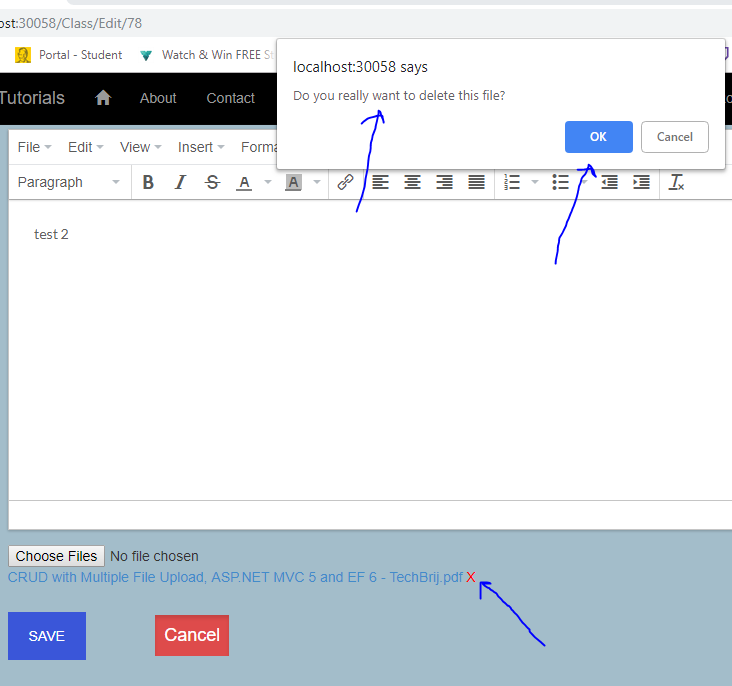 ost:30058/Class/Edit/78
Portal - Student Watch & Win FREE St
localhost:30058 says
Do you really want to delete this file?
OK Cancel
Tutorials About Contact
File Edit View Insert Forma
Paragraph B I S A A
test 2
Choose Files No file chosen
CRUD with Multiple File Upload, ASP.NET MVC 5 and EF 6 - TechBrij.pdf X
SAVE Cancel